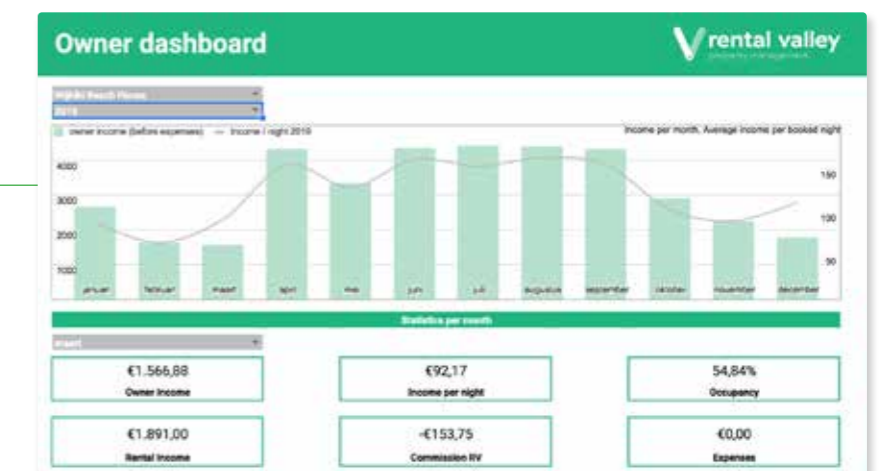 Owner dashboard
rental valley
property management
2019
owner income (before expenses) — Income / night 2019
Income per month, Average income per booked night
4000
3000
2000
1000
150
100
50
januari februari maart april mei juni juli augustus september oktober november december
Statistics per month
maart
€1.566,88
Owner Income
€92,17
Income per night
54,84%
Occupancy
€1.891,00
Rental Income
-€153,75
Commission RV
€0,00
Expenses